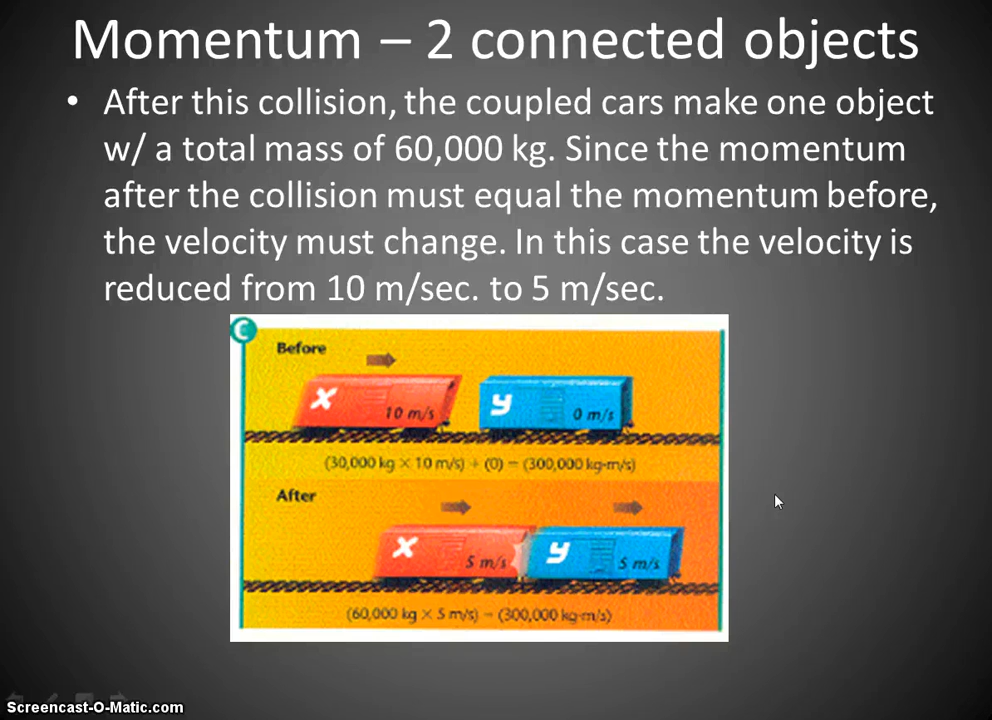 Momentum – 2 connected objects
• After this collision, the coupled cars make one object
w/ a total mass of 60,000 kg. Since the momentum
after the collision must equal the momentum before,
the velocity must change. In this case the velocity is
reduced from 10 m/sec. to 5 m/sec.
C
Before
X 10 m/s y 0 m/s
(30,000 kg × 10 m/s) + (0) = (300,000 kg-m/s)
After
X 5 m/s y 5 m/s
(60,000 kg × 5 m/s) = (300,000 kg-m/s)
Screencast-O-Matic.com